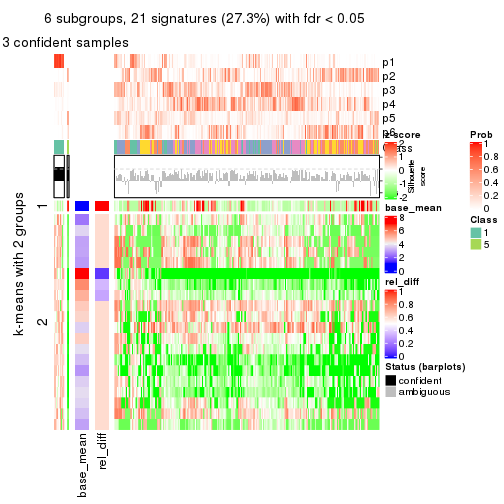 6 subgroups, 21 signatures (27.3%) with fdr < 0.05
3 confident samples
p1
p2
p3
p4
p5
p6
Class
Silhouette
score
k-means with 2 groups
1
2
base_mean
rel_diff
z-score
2
1
0
-1
-2
base_mean
8
6
4
2
0
rel_diff
1
0.8
0.6
0.4
0.2
0
Status (barplots)
confident
ambiguous
Prob
1
0.8
0.6
0.4
0.2
0
Class
1
5